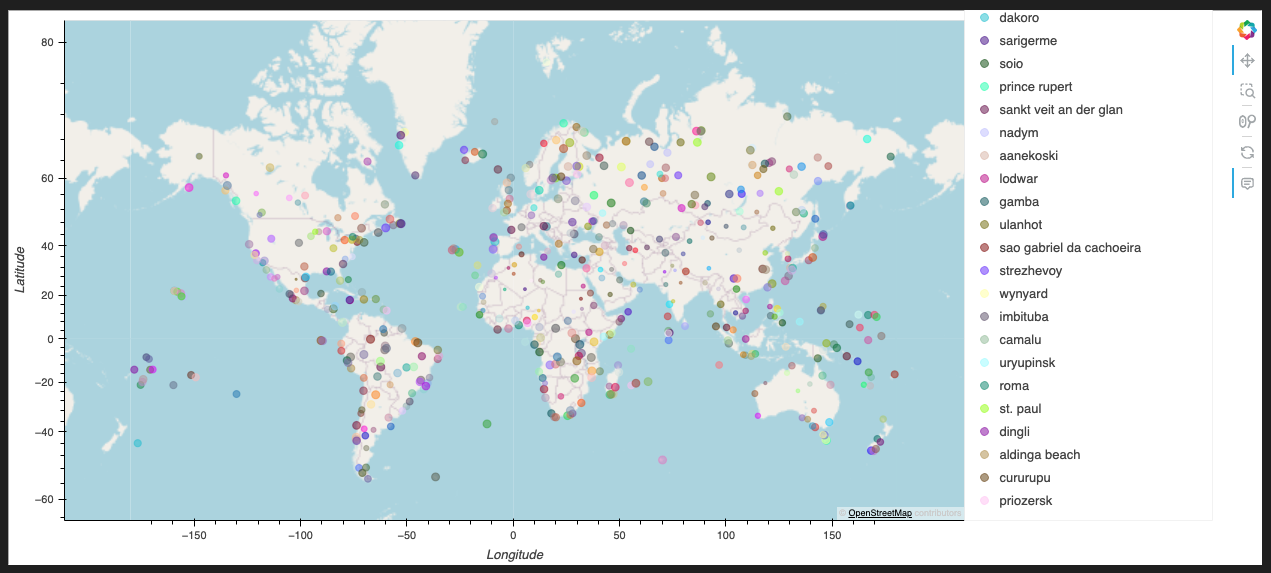 80
60
40
20
0
−20
−40
−60
Latitude
−150
−100
−50
0
50
100
150
Longitude
© OpenStreetMap contributors
dakoro
sarigerme
soio
prince rupert
sankt veit an der glan
nadym
aanekoski
lodwar
gamba
ulanhot
sao gabriel da cachoeira
strezhevoy
wynyard
imbituba
camalu
uryupinsk
roma
st. paul
dingli
aldinga beach
cururupu
priozersk